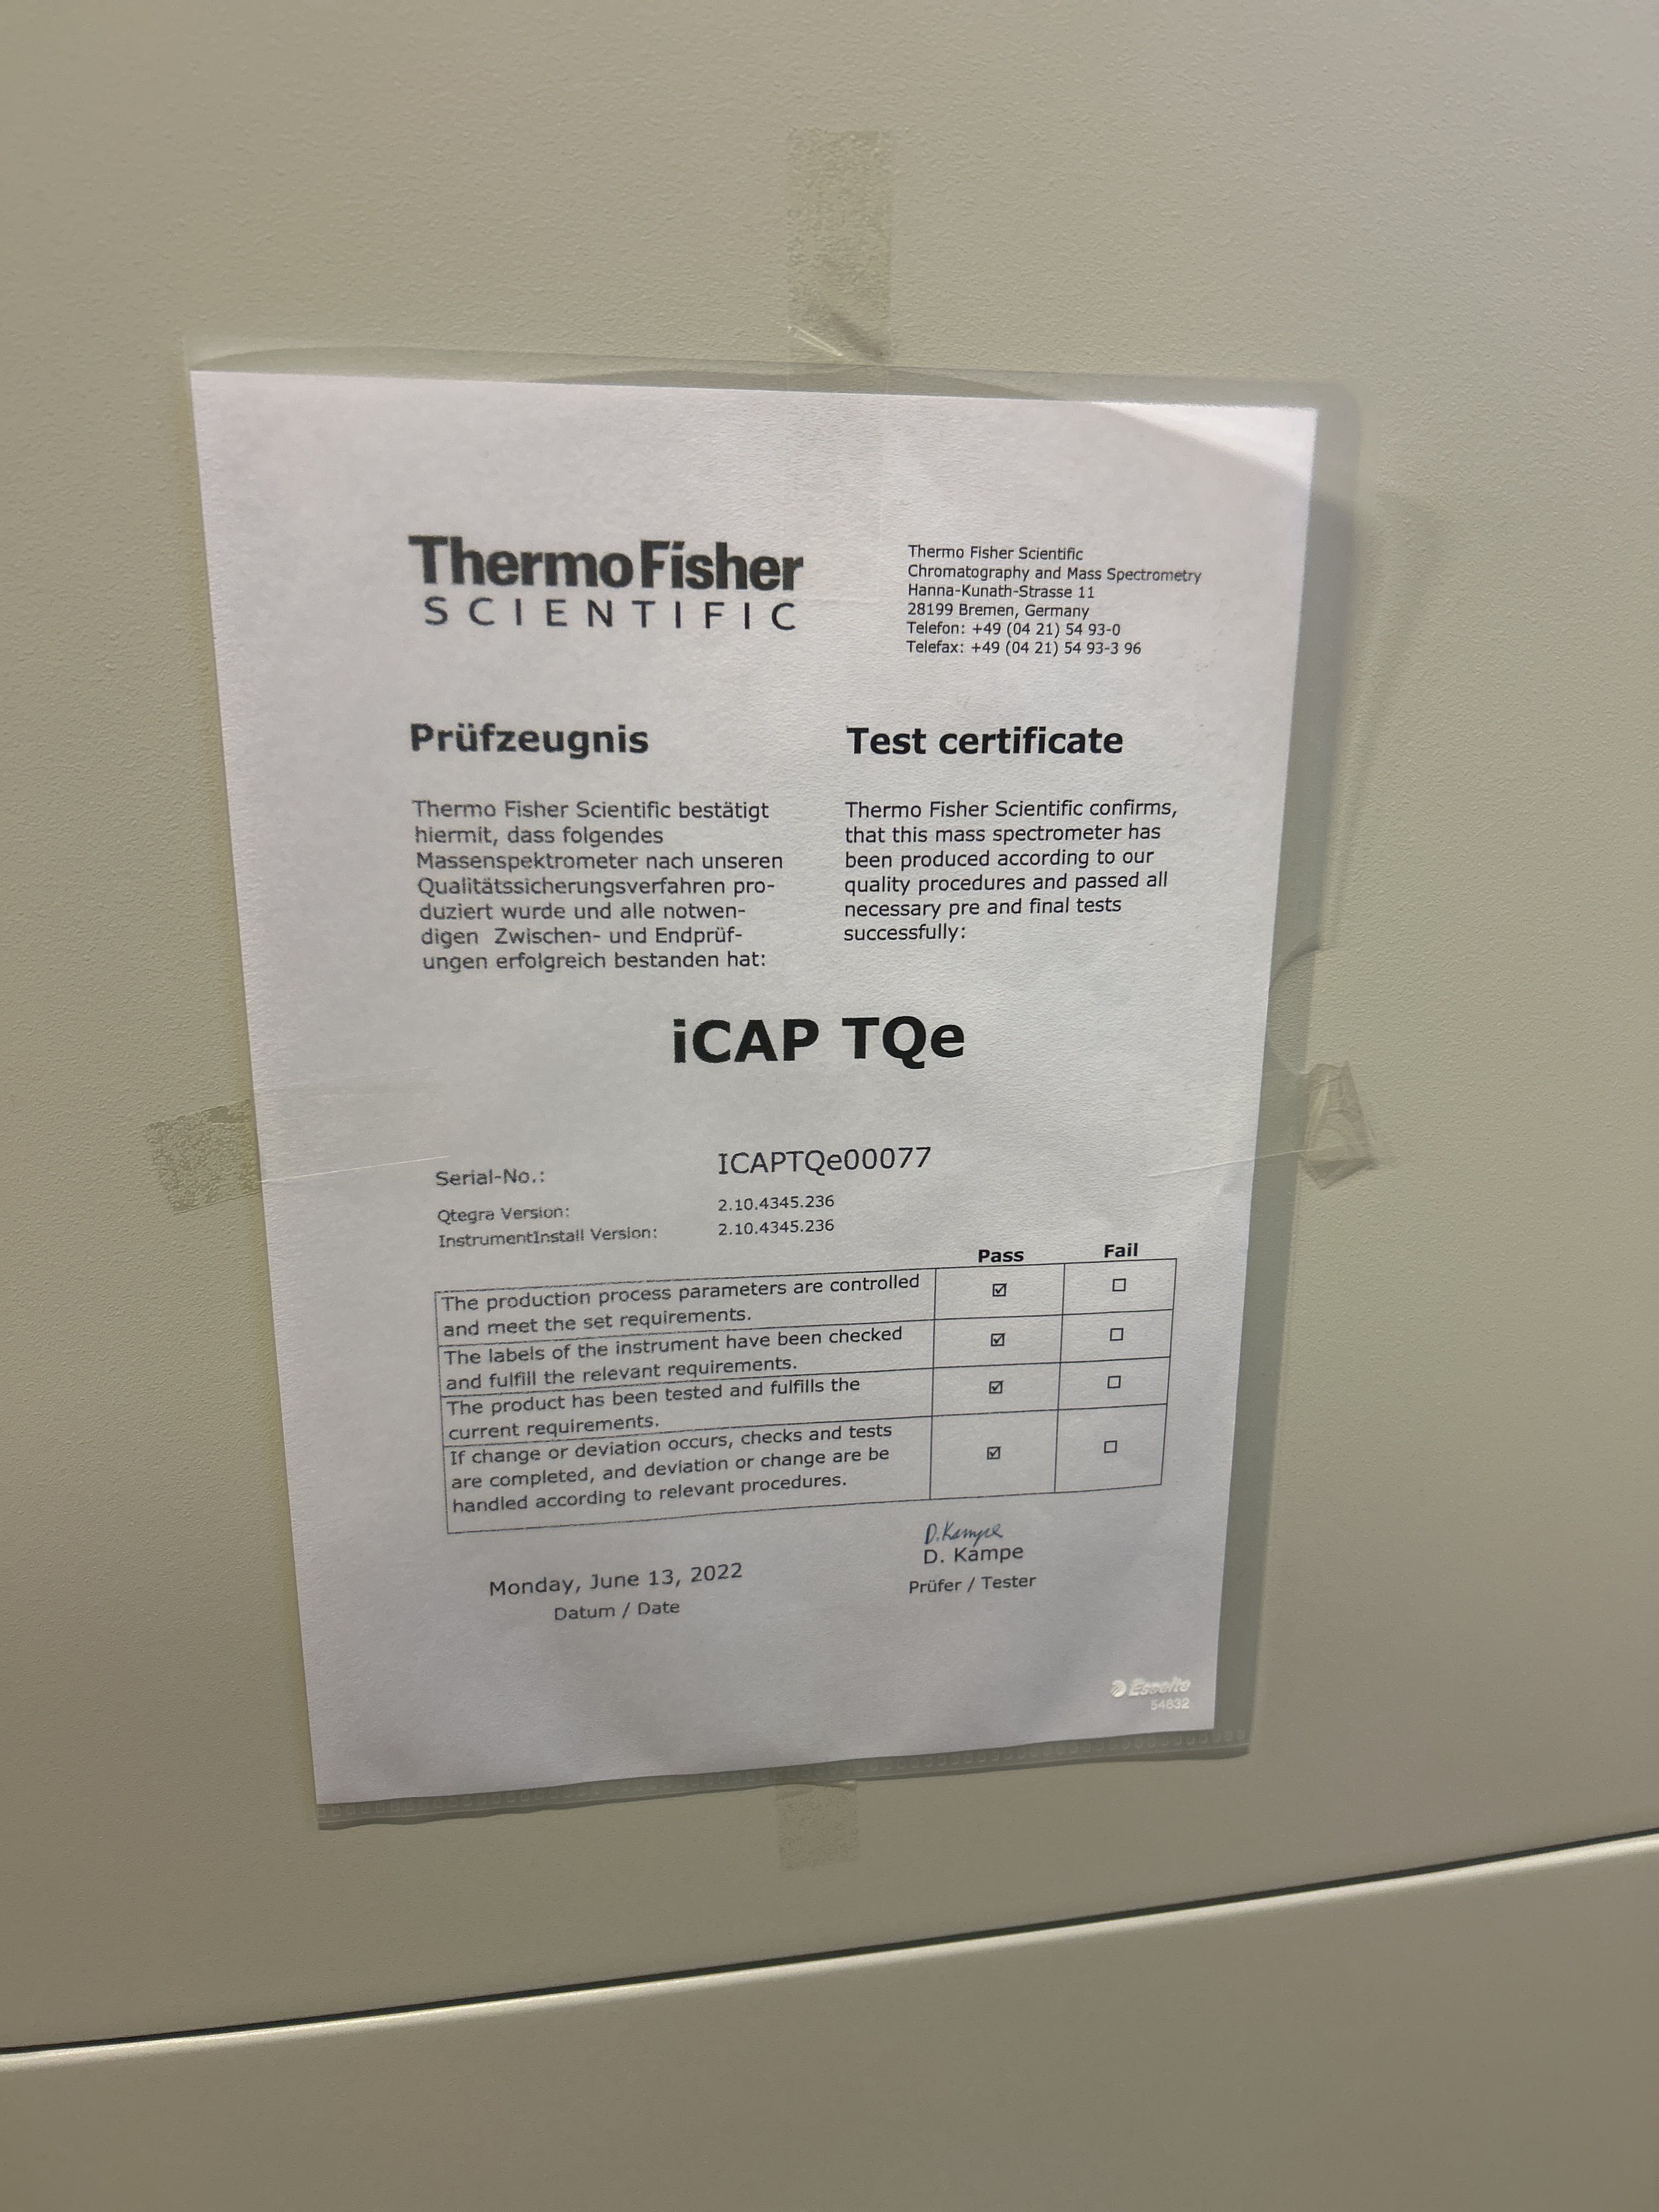 ThermoFisher
SCIENTIFIC
Thermo Fisher Scientific
Chromatography and Mass Spectrometry
Hanna-Kunath-Strasse 11
28199 Bremen, Germany
Telefon: +49 (04 21) 54 93-0
Telefax: +49 (04 21) 54 93-3 96
Prüfzeugnis
Thermo Fisher Scientific bestätigt
hiermit, dass folgendes
Massenspektrometer nach unseren
Qualitätssicherungsverfahren pro-
duziert wurde und alle notwen-
digen Zwischen- und Endprüf-
ungen erfolgreich bestanden hat:
Test certificate
Thermo Fisher Scientific confirms,
that this mass spectrometer has
been produced according to our
quality procedures and passed all
necessary pre and final tests
successfully:
iCAP TQe
Serial-No.: ICAPTQe00077
Qtegra Version: 2.10.4345.236
InstrumentInstall Version: 2.10.4345.236
Pass Fail
The production process parameters are controlled
and meet the set requirements.
The labels of the instrument have been checked
and fulfill the relevant requirements.
The product has been tested and fulfills the
current requirements.
If change or deviation occurs, checks and tests
are completed, and deviation or change are be
handled according to relevant procedures.
D.Kampe
D. Kampe
Prüfer / Tester
Monday, June 13, 2022
Datum / Date
Esselte
54832